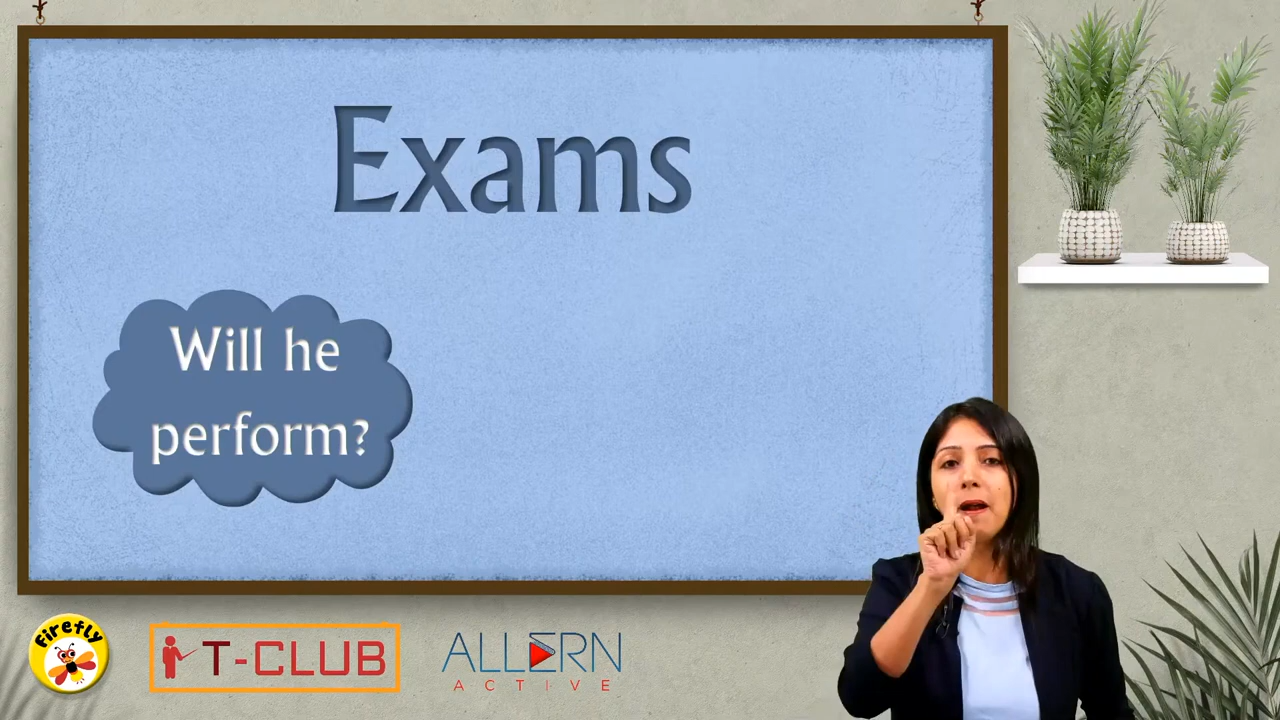 Exams
Will he
perform?
firefly
T-CLUB
ALLERN
ACTIVE